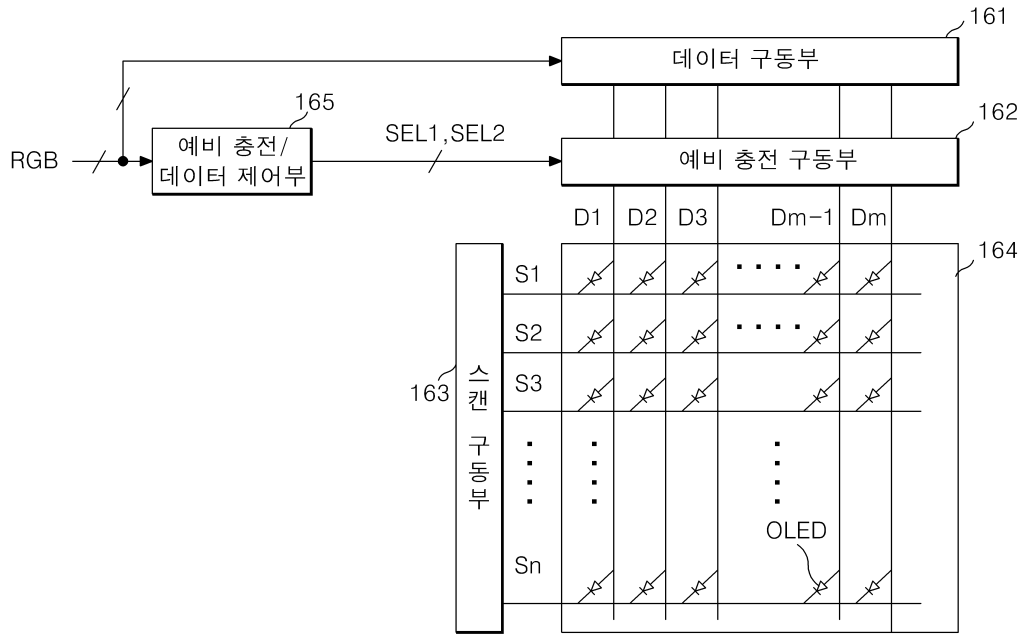 161
데이터 구동부
165
162
RGB
예비 충전/
데이터 제어부
SEL1,SEL2
예비 충전 구동부
D1 D2 D3 Dm-1 Dm
164
S1
S2
163
스캔 구동부
S3
OLED
Sn